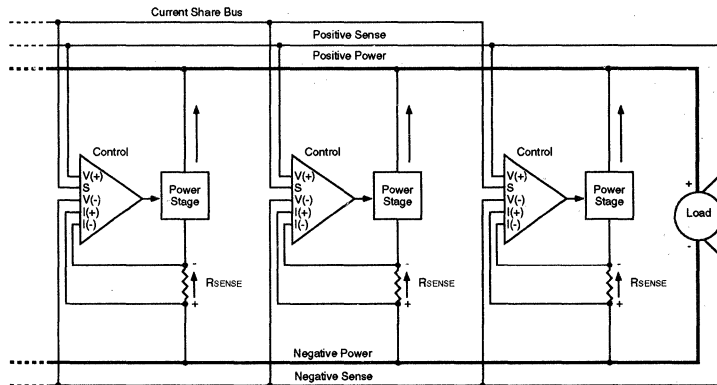 Current Share Bus
Positive Sense
Positive Power
Control
V(+)
S
V(-)
I(+)
I(-)
Power
Stage
-
RSENSE
+
Control
V(+)
S
V(-)
I(+)
I(-)
Power
Stage
-
RSENSE
+
Control
V(+)
S
V(-)
I(+)
I(-)
Power
Stage
-
RSENSE
+
+
Load
-
Negative Power
Negative Sense